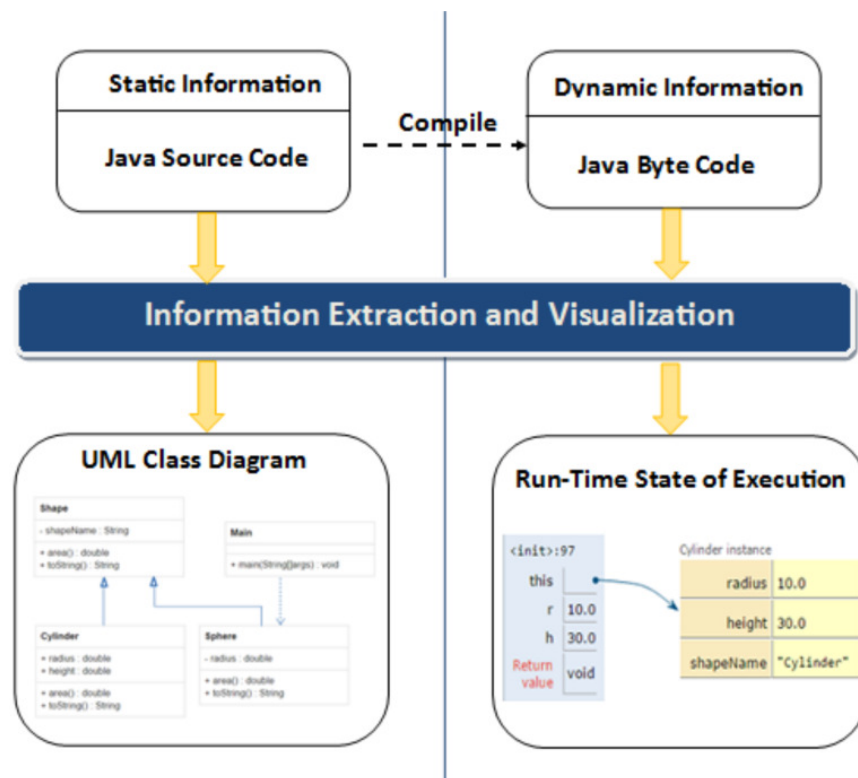 Static Information
Java Source Code
Compile
Dynamic Information
Java Byte Code
Information Extraction and Visualization
UML Class Diagram
Shape
- shapeName : String
+ area() : double
+ toString() : String
Main
+ main(String[]args) : void
Cylinder
+ radius : double
+ height : double
+ area() : double
+ toString() : String
Sphere
- radius : double
+ area() : double
+ toString() : String
Run-Time State of Execution
<init>:97
this
r 10.0
h 30.0
Return
value void
Cylinder instance
radius 10.0
height 30.0
shapeName "Cylinder"